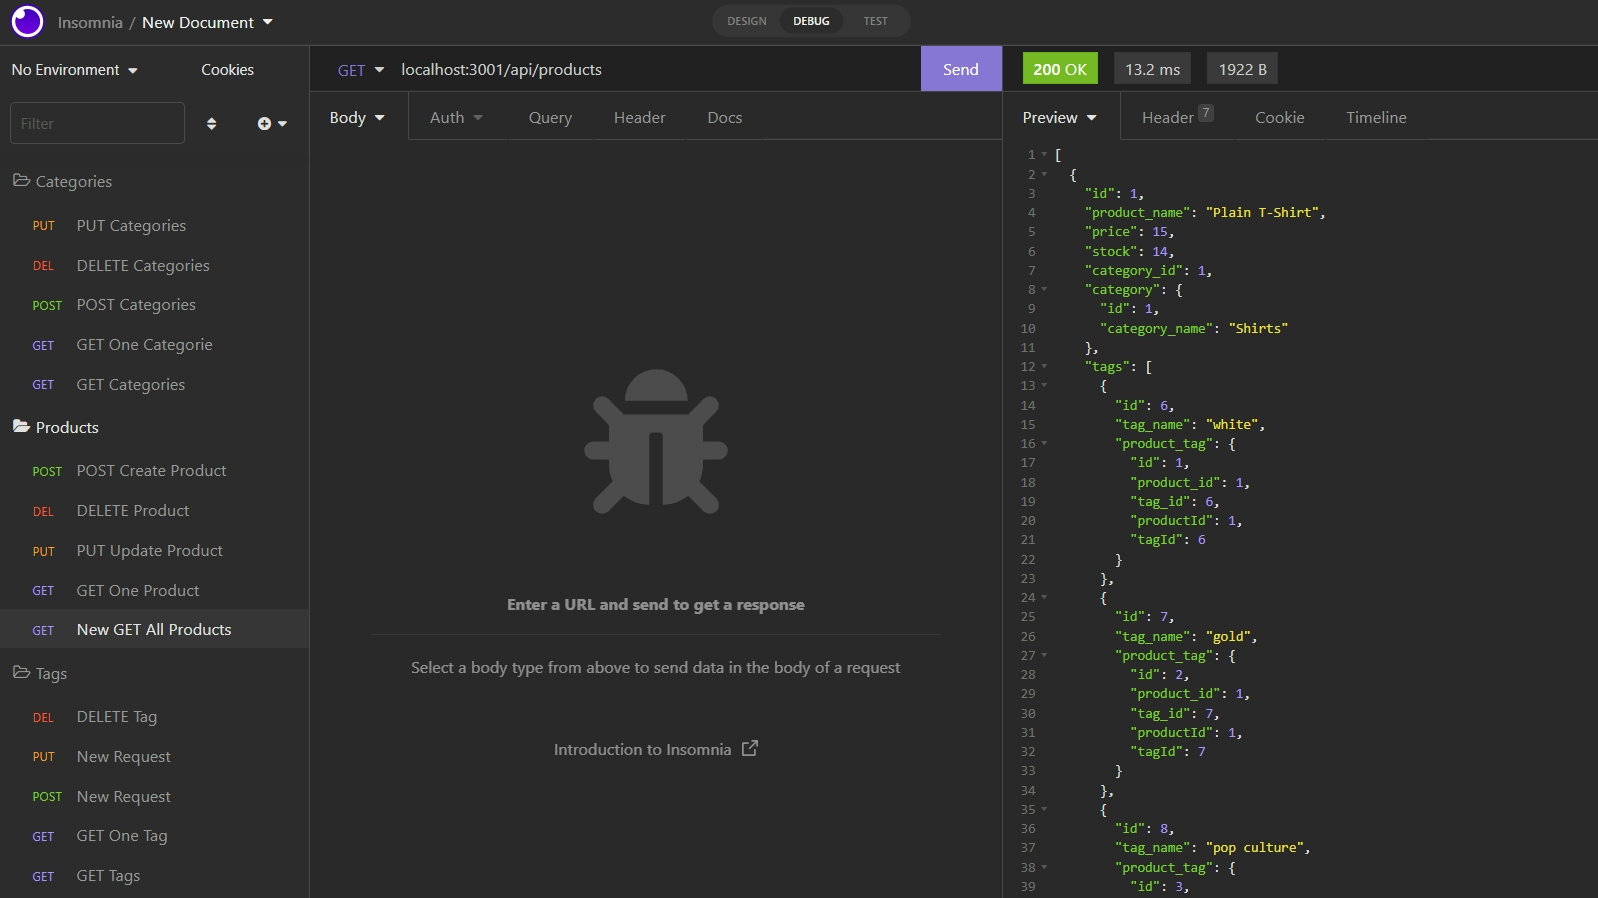 Insomnia / New Document
DESIGN DEBUG TEST
No Environment Cookies
Filter
Categories
PUT PUT Categories
DEL DELETE Categories
POST POST Categories
GET GET One Categorie
GET GET Categories
Products
POST POST Create Product
DEL DELETE Product
PUT PUT Update Product
GET GET One Product
GET New GET All Products
Tags
DEL DELETE Tag
PUT New Request
POST New Request
GET GET One Tag
GET GET Tags
GET localhost:3001/api/products Send
Body Auth Query Header Docs
Enter a URL and send to get a response
Select a body type from above to send data in the body of a request
Introduction to Insomnia
200 OK 13.2 ms 1922 B
Preview Header 7 Cookie Timeline
1 [
2 {
3 "id": 1,
4 "product_name": "Plain T-Shirt",
5 "price": 15,
6 "stock": 14,
7 "category_id": 1,
8 "category": {
9 "id": 1,
10 "category_name": "Shirts"
11 },
12 "tags": [
13 {
14 "id": 6,
15 "tag_name": "white",
16 "product_tag": {
17 "id": 1,
18 "product_id": 1,
19 "tag_id": 6,
20 "productId": 1,
21 "tagId": 6
22 }
23 },
24 {
25 "id": 7,
26 "tag_name": "gold",
27 "product_tag": {
28 "id": 2,
29 "product_id": 1,
30 "tag_id": 7,
31 "productId": 1,
32 "tagId": 7
33 }
34 },
35 {
36 "id": 8,
37 "tag_name": "pop culture",
38 "product_tag": {
39 "id": 3,